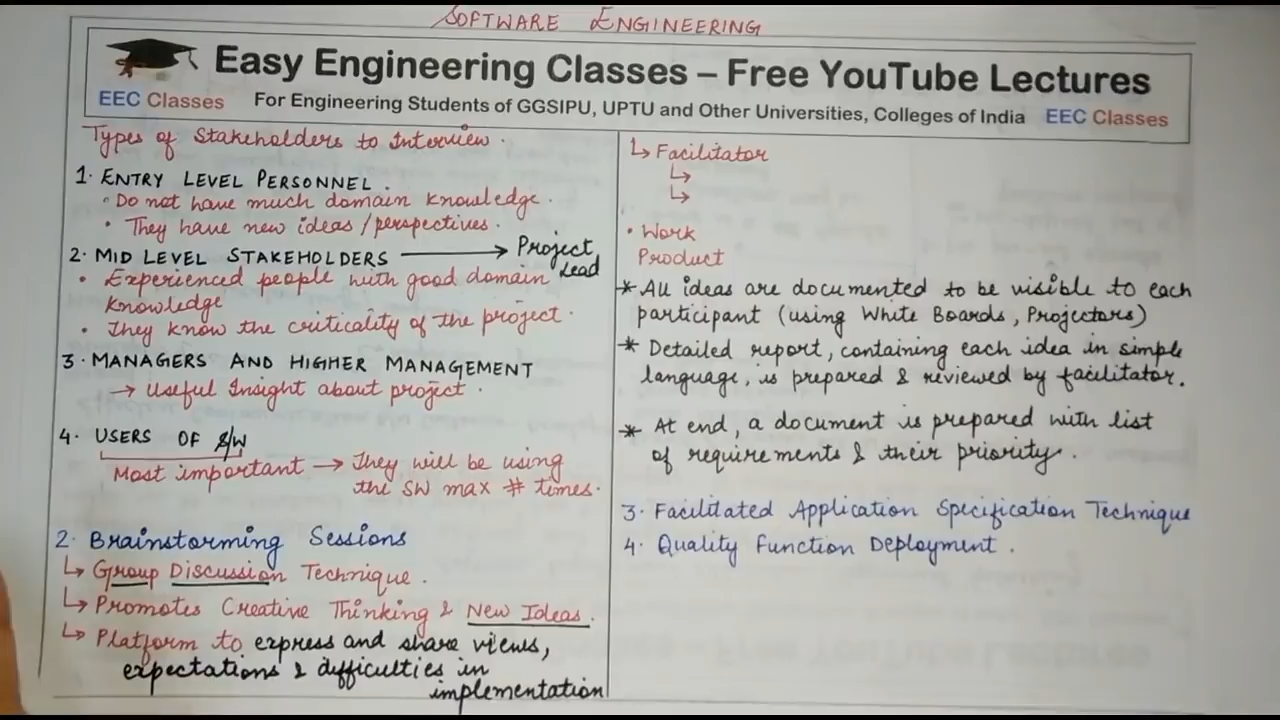 SOFTWARE ENGINEERING
Easy Engineering Classes – Free YouTube Lectures
EEC Classes For Engineering Students of GGSIPU, UPTU and Other Universities, Colleges of India EEC Classes
Types of Stakeholders to Interview.
1. ENTRY LEVEL PERSONNEL.
• Do not have much domain knowledge.
• They have new ideas/perspectives.
2. MID LEVEL STAKEHOLDERS → Project
Lead
• Experienced people with good domain
knowledge
• They know the criticality of the project.
3. MANAGERS AND HIGHER MANAGEMENT
→ Useful Insight about project.
4. USERS OF S/W
Most important → They will be using
the SW max # times.
2. Brainstorming Sessions
↳ Group Discussion Technique.
↳ Promotes Creative Thinking & New Ideas.
↳ Platform to express and share views,
expectations & difficulties in
implementation
↳ Facilitator
↳
↳
• Work
Product
* All ideas are documented to be visible to each
participant (using White Boards, Projectors)
* Detailed report, containing each idea in simple
language, is prepared & reviewed by facilitator.
* At end, a document is prepared with list
of requirements & their priority.
3. Facilitated Application Specification Technique
4. Quality Function Deployment.